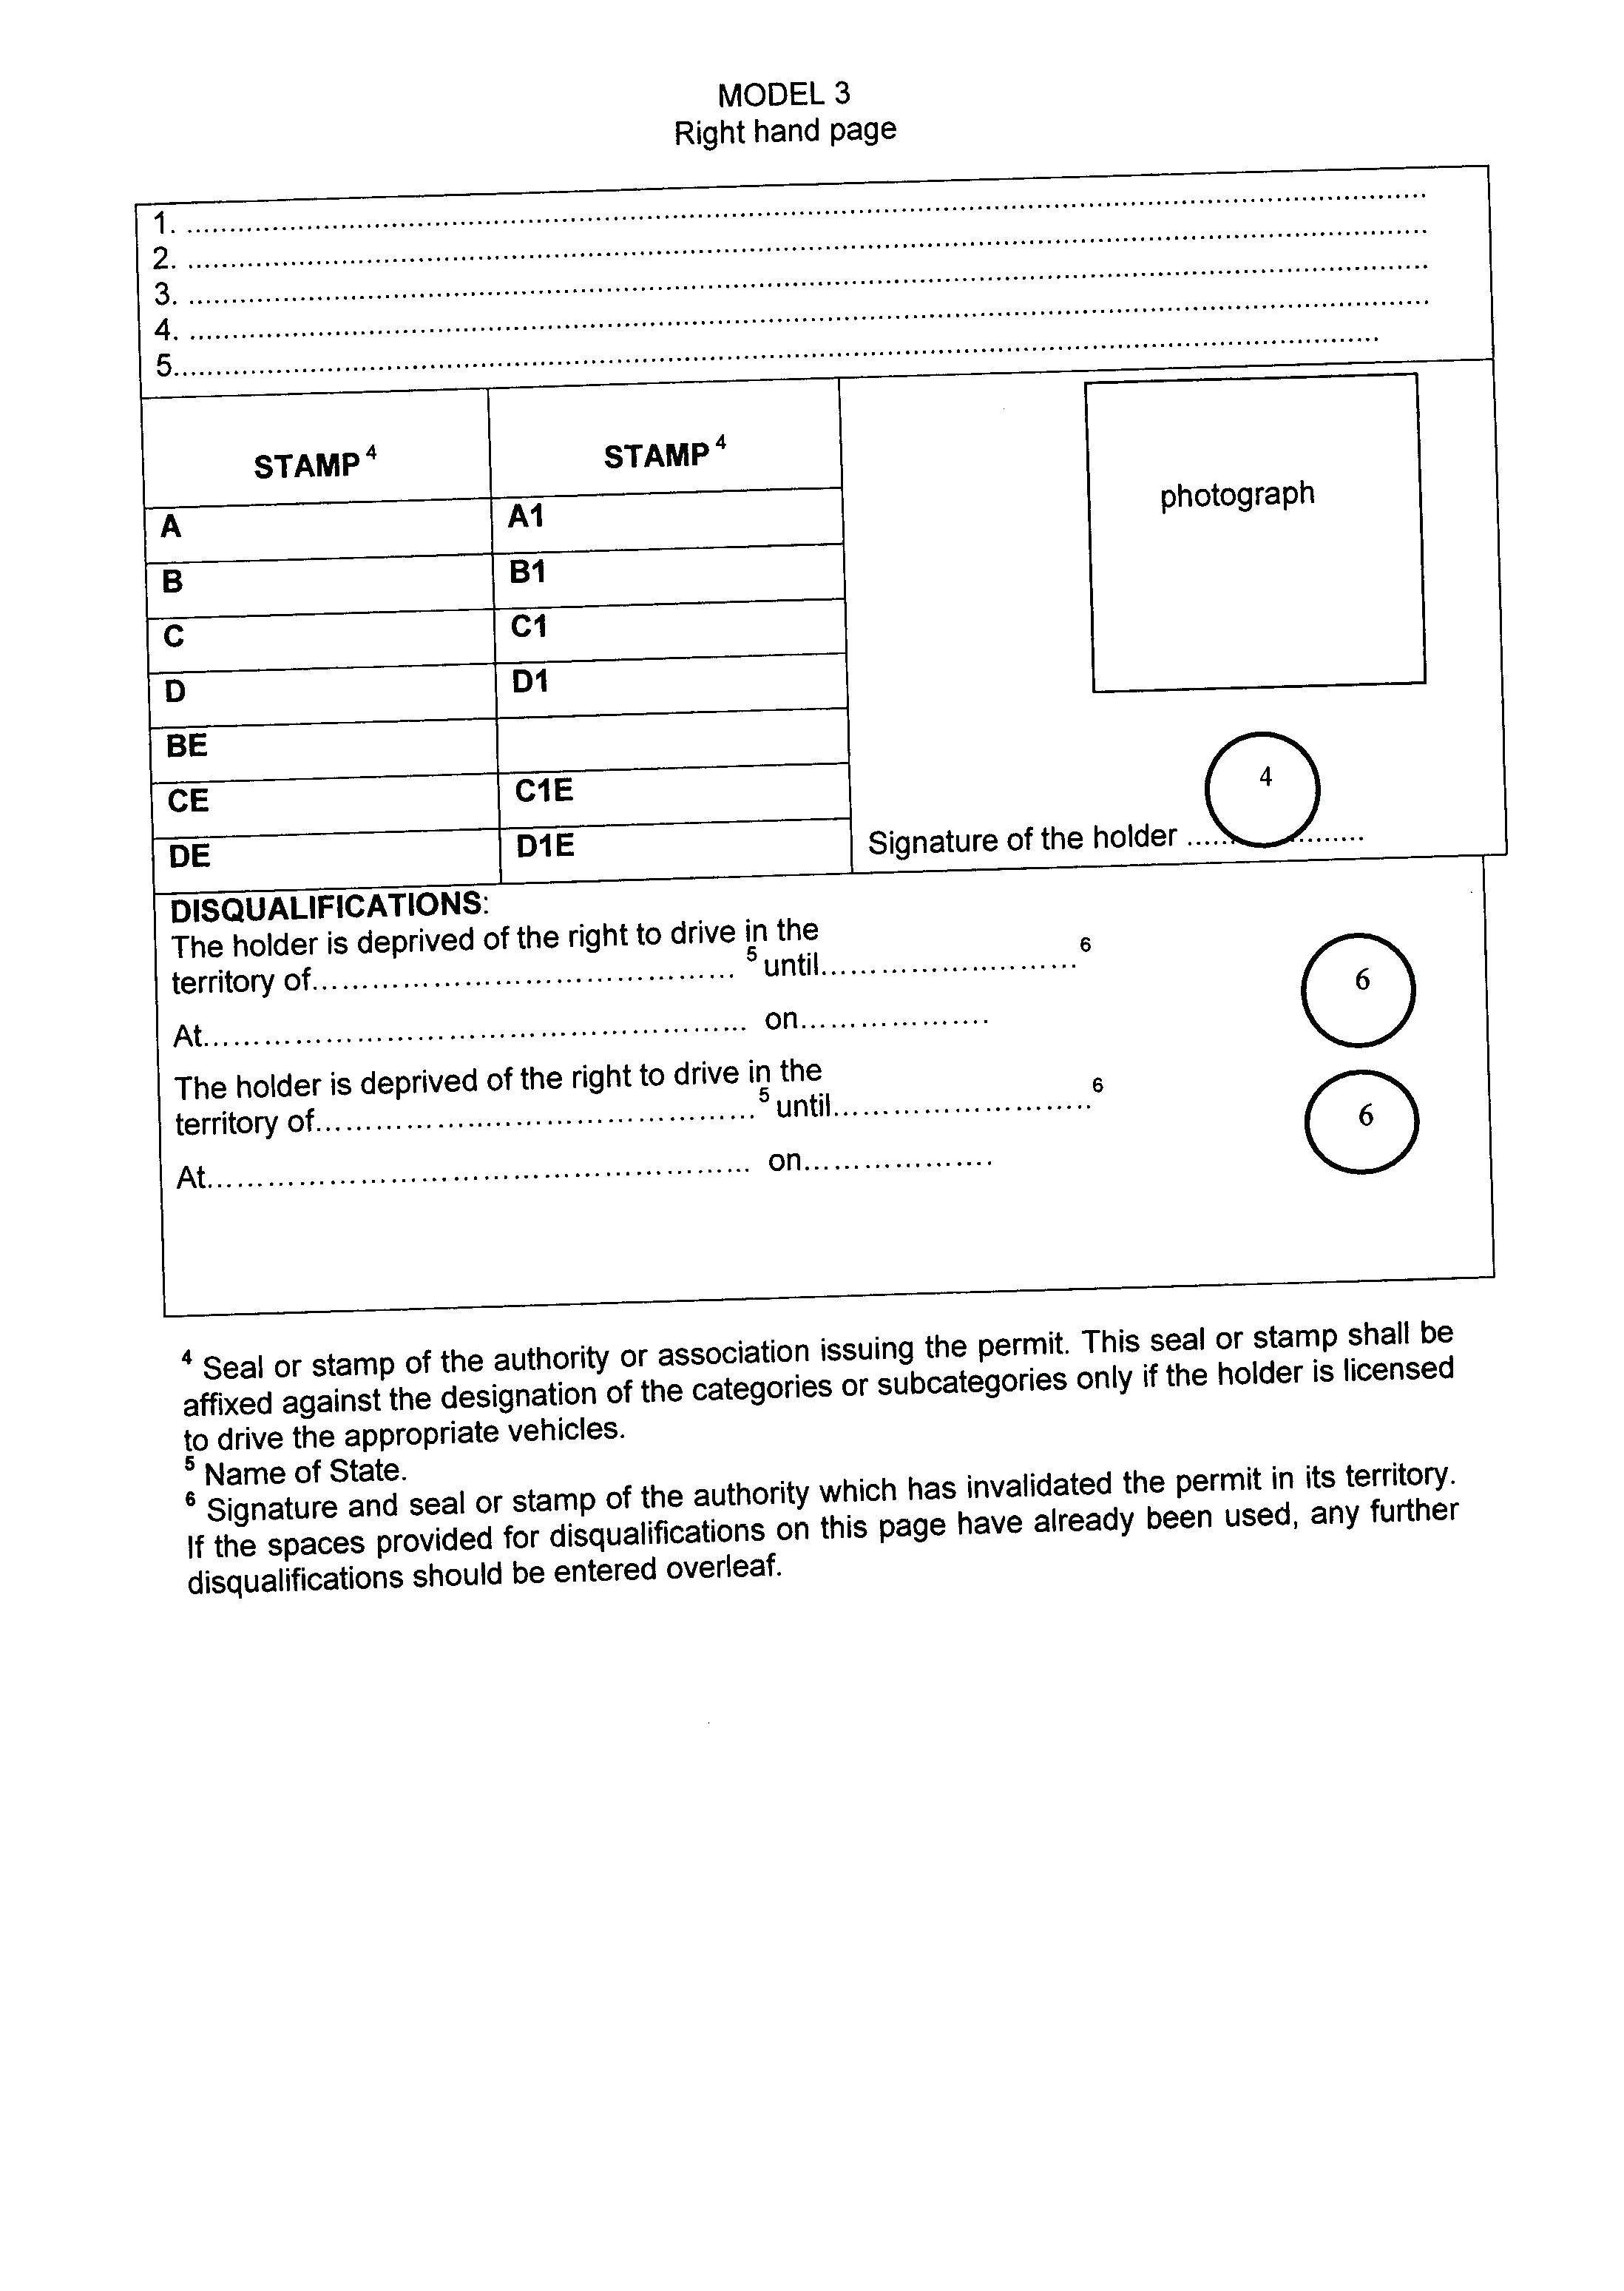 MODEL 3
Right hand page
1. ........................................................................
2. ........................................................................
3. ........................................................................
4. ........................................................................
5........................................................................
STAMP 4
STAMP 4
photograph
A
A1
B
B1
C
C1
D
D1
BE
CE
C1E
DE
D1E
4
Signature of the holder ....................
DISQUALIFICATIONS:
The holder is deprived of the right to drive in the
territory of.......................................... 5 until.......................... 6
6
At...................................................... on...................
The holder is deprived of the right to drive in the
territory of............................................5 until..........................6
6
At...................................................... on...................
4 Seal or stamp of the authority or association issuing the permit. This seal or stamp shall be
affixed against the designation of the categories or subcategories only if the holder is licensed
to drive the appropriate vehicles.
5 Name of State.
6 Signature and seal or stamp of the authority which has invalidated the permit in its territory.
If the spaces provided for disqualifications on this page have already been used, any further
disqualifications should be entered overleaf.